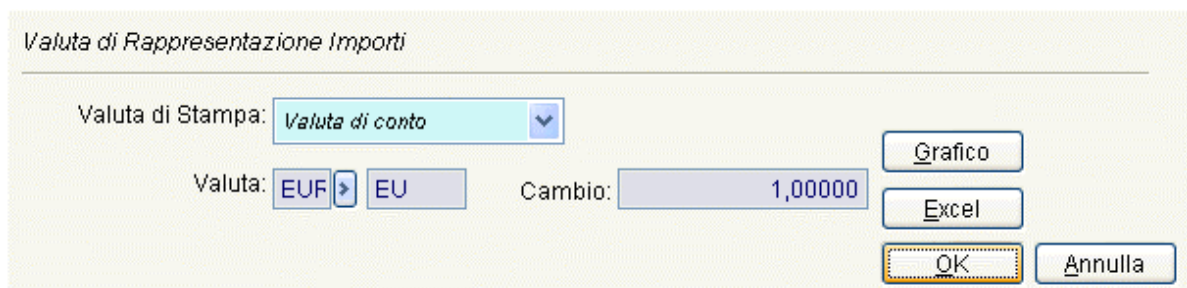 Valuta di Rappresentazione Importi
Valuta di Stampa: Valuta di conto
Grafico
Valuta: EUR EU Cambio: 1,00000
Excel
OK Annulla